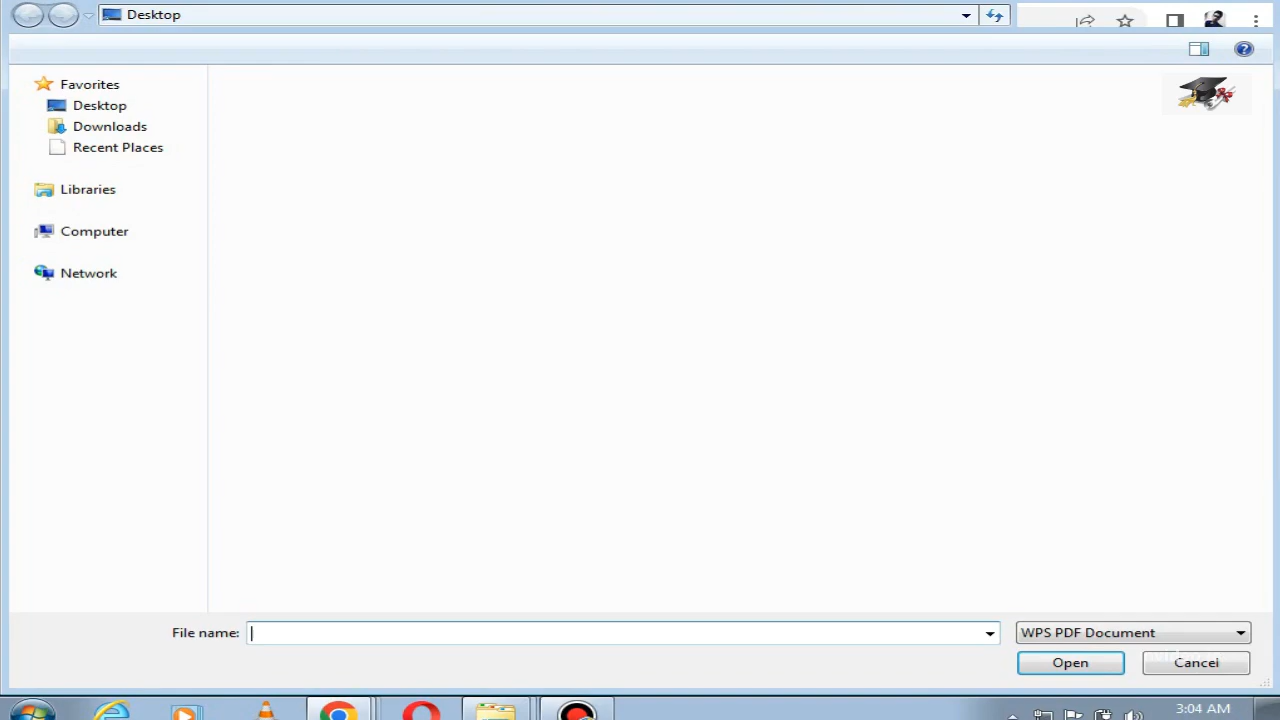 Desktop
Favorites
Desktop
Downloads
Recent Places
Libraries
Computer
Network
File name:
WPS PDF Document
Open
Cancel
3:04 AM